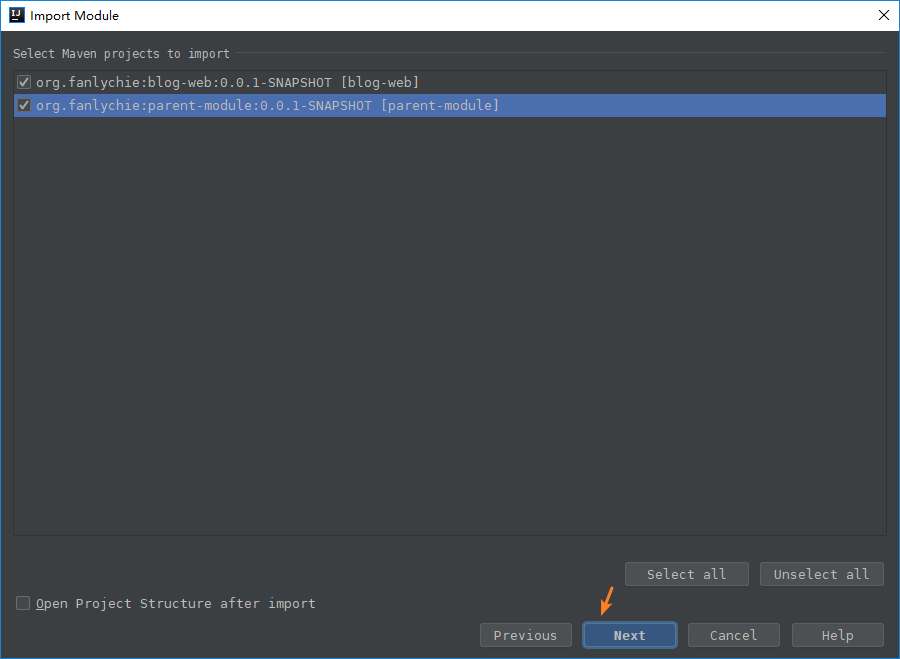 IJ
Import Module
Select Maven projects to import
org.fanlychie:blog-web:0.0.1-SNAPSHOT [blog-web]
org.fanlychie:parent-module:0.0.1-SNAPSHOT [parent-module]
Select all Unselect all
Open Project Structure after import
Previous Next Cancel Help